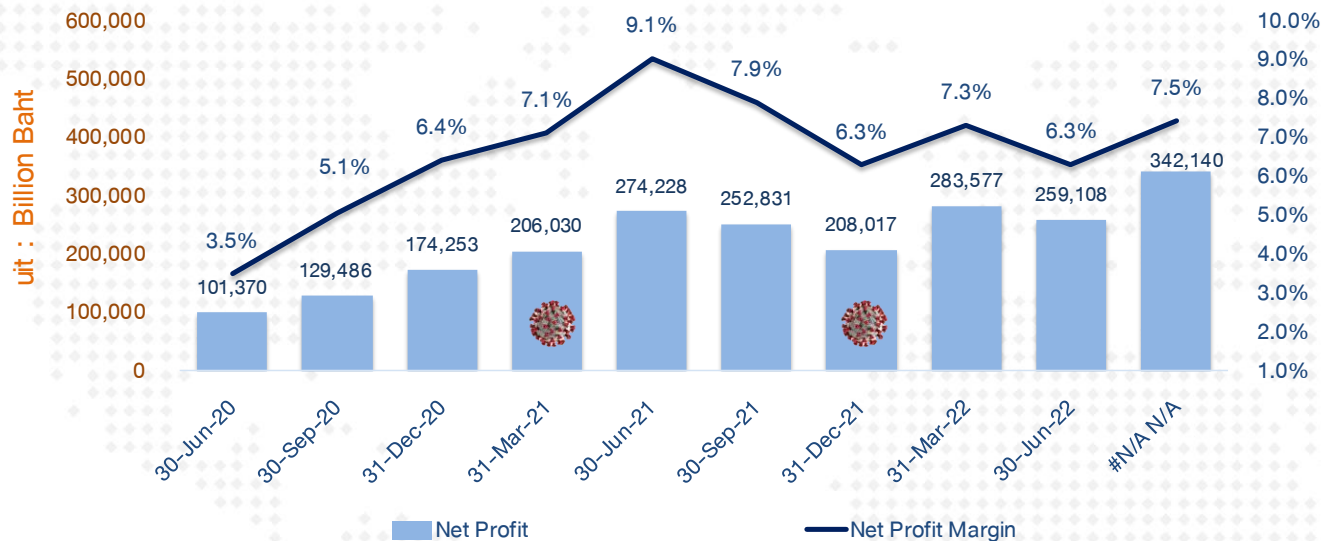 uit : Billion Baht
600,000
500,000
400,000
300,000
200,000
100,000
0
10.0%
9.0%
8.0%
7.0%
6.0%
5.0%
4.0%
3.0%
2.0%
1.0%
3.5%
5.1%
6.4%
7.1%
9.1%
7.9%
6.3%
7.3%
6.3%
7.5%
101,370
129,486
174,253
206,030
274,228
252,831
208,017
283,577
259,108
342,140
30-Jun-20
30-Sep-20
31-Dec-20
31-Mar-21
30-Jun-21
30-Sep-21
31-Dec-21
31-Mar-22
30-Jun-22
#N/A N/A
Net Profit
Net Profit Margin